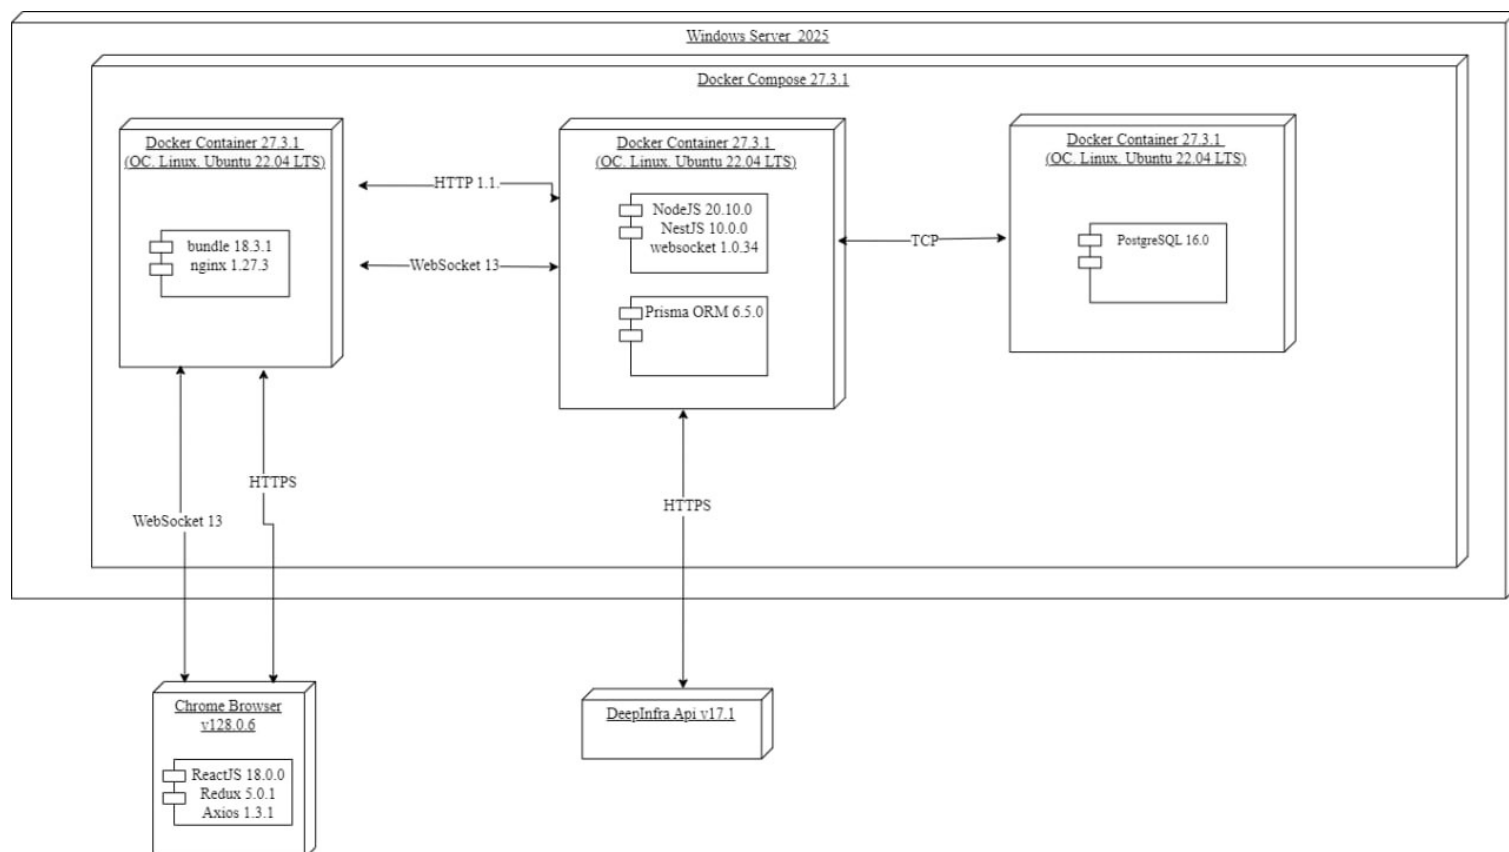 Windows Server 2025
Docker Compose 27.3.1
Docker Container 27.3.1
(OC. Linux. Ubuntu 22.04 LTS)
bundle 18.3.1
nginx 1.27.3
HTTP 1.1.
WebSocket 13
Docker Container 27.3.1
(OC. Linux. Ubuntu 22.04 LTS)
NodeJS 20.10.0
NestJS 10.0.0
websocket 1.0.34
Prisma ORM 6.5.0
TCP
Docker Container 27.3.1
(OC. Linux. Ubuntu 22.04 LTS)
PostgreSQL 16.0
HTTPS
WebSocket 13
HTTPS
Chrome Browser
v128.0.6
ReactJS 18.0.0
Redux 5.0.1
Axios 1.3.1
DeepInfra Api v17.1